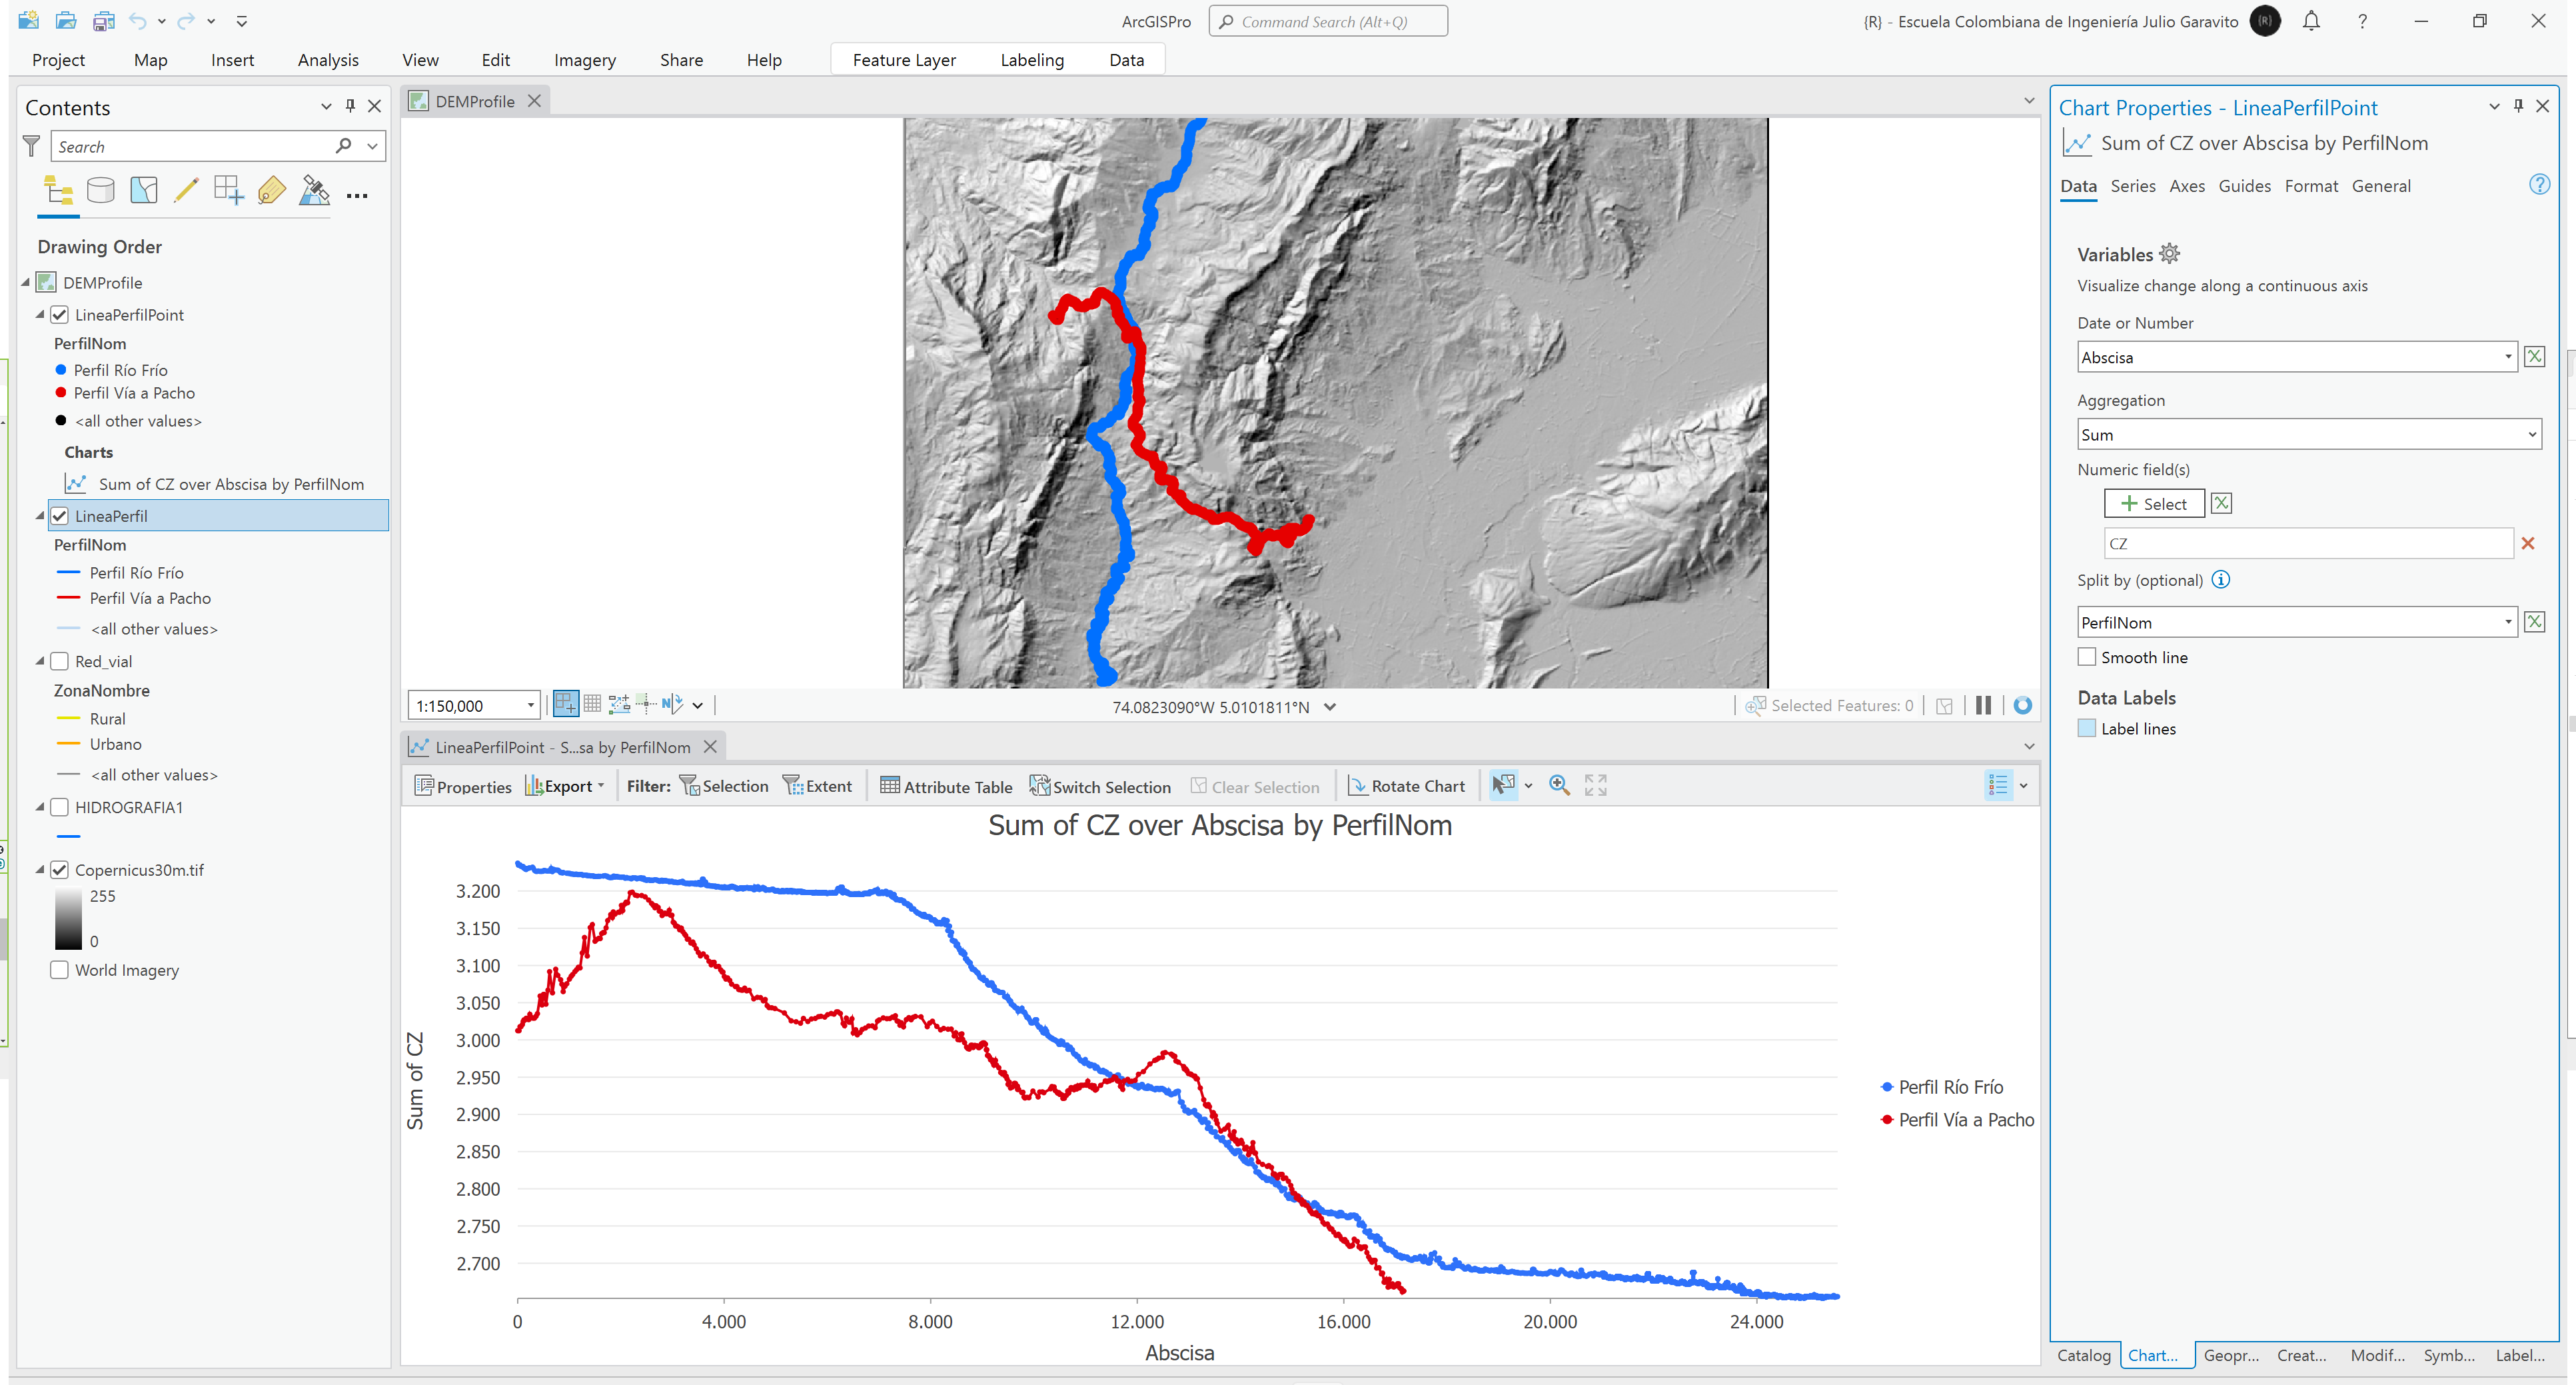 ArcGISPro
Command Search (Alt+Q)
{R} - Escuela Colombiana de Ingeniería Julio Garavito
{R}
?
Project
Map
Insert
Analysis
View
Edit
Imagery
Share
Help
Feature Layer
Labeling
Data
Contents
Search
Drawing Order
DEMProfile
LineaPerfilPoint
PerfilNom
Perfil Río Frío
Perfil Vía a Pacho
<all other values>
Charts
Sum of CZ over Abscisa by PerfilNom
LineaPerfil
PerfilNom
Perfil Río Frío
Perfil Vía a Pacho
<all other values>
Red_vial
ZonaNombre
Rural
Urbano
<all other values>
HIDROGRAFIA1
Copernicus30m.tif
255
0
World Imagery
DEMProfile
1:150,000
74.0823090°W 5.0101811°N
Selected Features: 0
LineaPerfilPoint - S...sa by PerfilNom
Properties
Export
Filter:
Selection
Extent
Attribute Table
Switch Selection
Clear Selection
Rotate Chart
Sum of CZ over Abscisa by PerfilNom
Sum of CZ
3.200
3.150
3.100
3.050
3.000
2.950
2.900
2.850
2.800
2.750
2.700
0
4.000
8.000
12.000
16.000
20.000
24.000
Abscisa
Perfil Río Frío
Perfil Vía a Pacho
Chart Properties - LineaPerfilPoint
Sum of CZ over Abscisa by PerfilNom
Data
Series
Axes
Guides
Format
General
Variables
Visualize change along a continuous axis
Date or Number
Abscisa
Aggregation
Sum
Numeric field(s)
Select
CZ
Split by (optional)
PerfilNom
Smooth line
Data Labels
Label lines
Catalog
Chart...
Geopr...
Creat...
Modif...
Symb...
Label...